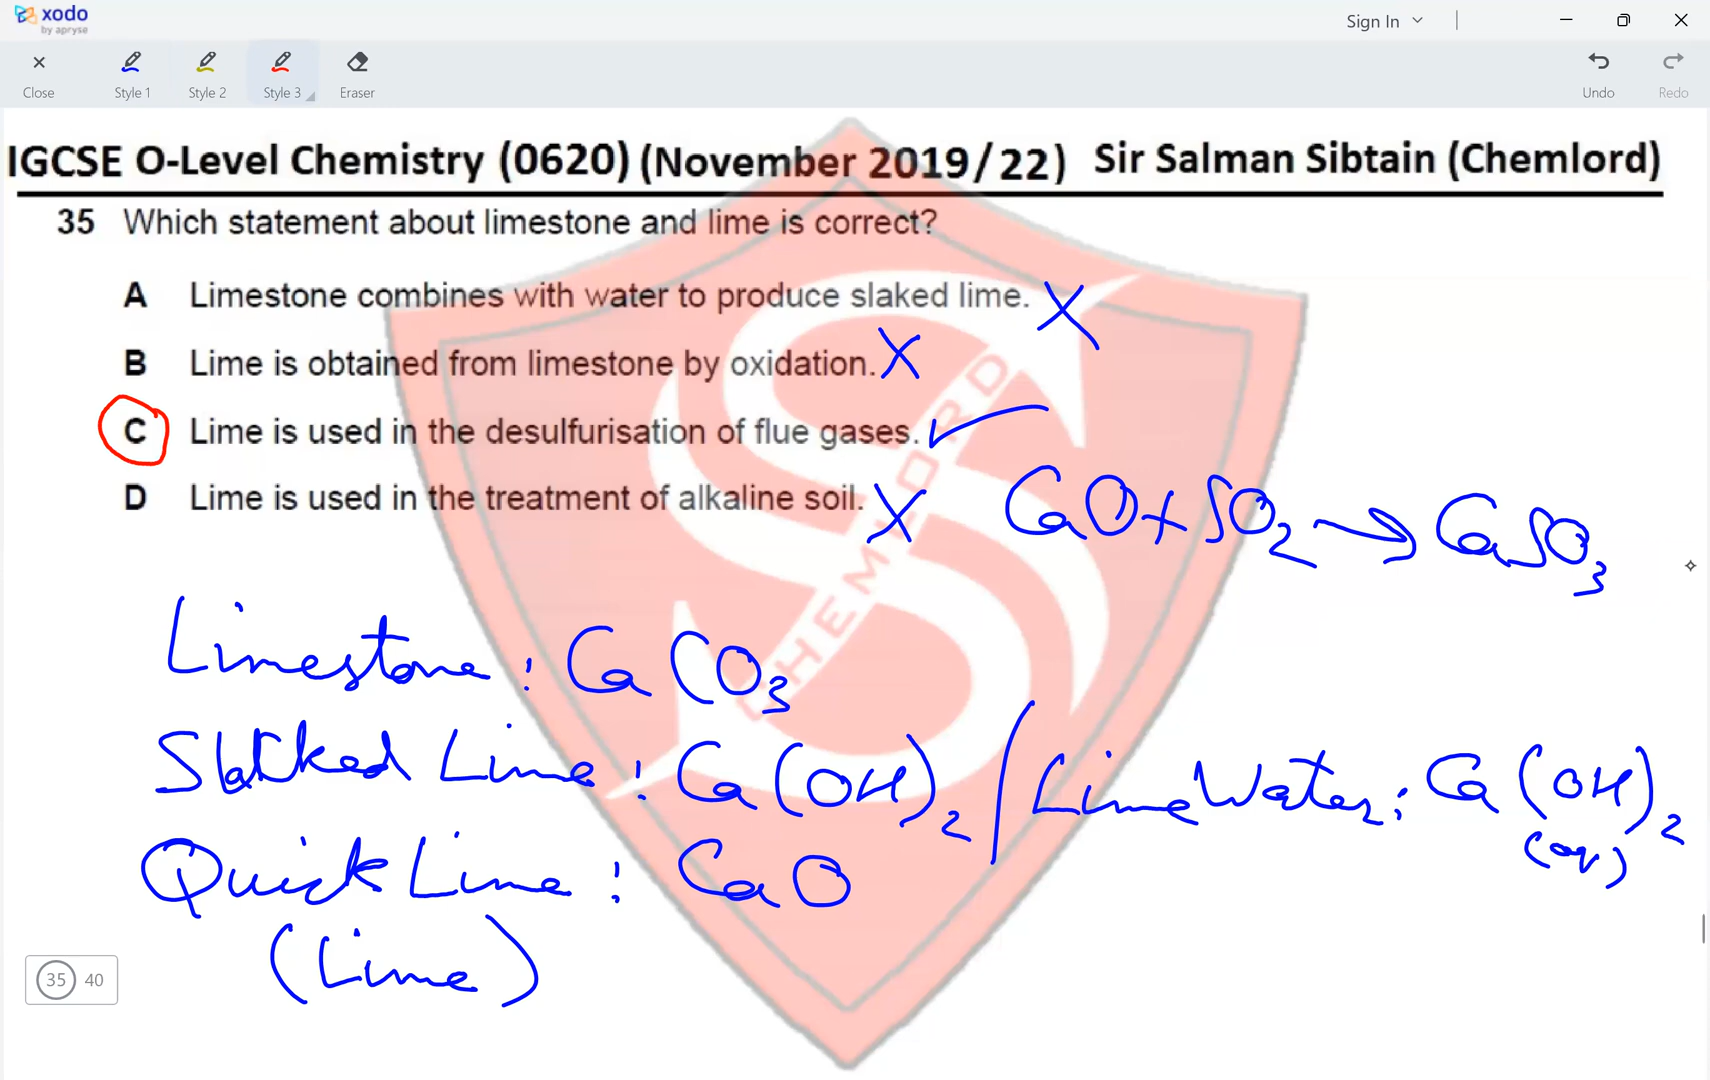 xodo
by apryse
Sign In
Close
Style 1
Style 2
Style 3
Eraser
Undo
Redo
IGCSE O-Level Chemistry (0620) (November 2019/22) Sir Salman Sibtain (Chemlord)
35 Which statement about limestone and lime is correct?
A Limestone combines with water to produce slaked lime. X
B Lime is obtained from limestone by oxidation. X
C Lime is used in the desulfurisation of flue gases. ✓
D Lime is used in the treatment of alkaline soil. X
CaO + SO₂ → CaSO₃
CHEMLORD
Limestone : CaCO₃
Slacked Lime : Ca(OH)₂ / Lime Water : Ca(OH)₂
(aq)
Quick Lime : CaO
(Lime)
35 40